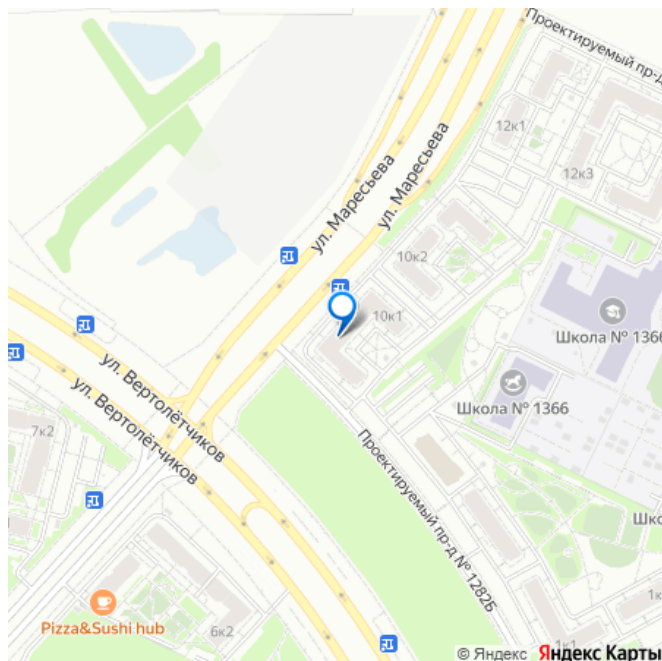 Проектируемый пр-д
12к1
12к3
ул. Маресьева
ул. Маресьева
10к2
10к1
Школа № 1366
Школа № 1366
ул. Вертолётчиков
ул. Вертолётчиков
7к2
Проектируемый пр-д № 1282Б
Шко
Pizza&Sushi hub
6к2
1к
1к1
© Яндекс Яндекс Карты